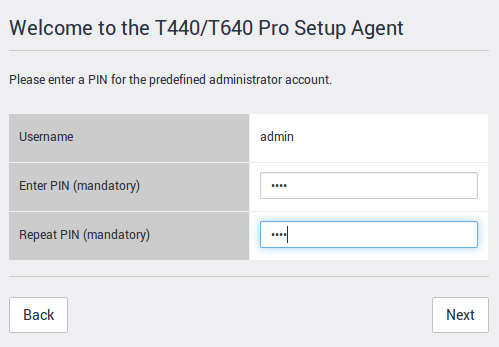 Welcome to the T440/T640 Pro Setup Agent
Please enter a PIN for the predefined administrator account.
Username admin
Enter PIN (mandatory) ••••
Repeat PIN (mandatory) ••••
Back Next